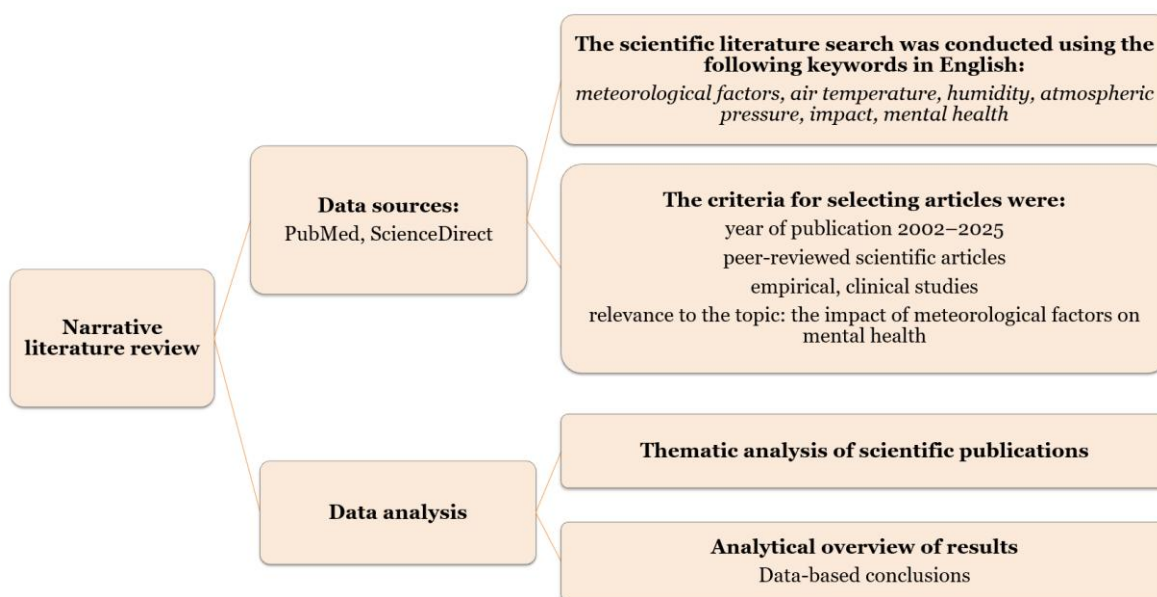 Narrative
literature review
Data sources:
PubMed, ScienceDirect
The scientific literature search was conducted using the
following keywords in English:
meteorological factors, air temperature, humidity, atmospheric
pressure, impact, mental health
The criteria for selecting articles were:
year of publication 2002–2025
peer-reviewed scientific articles
empirical, clinical studies
relevance to the topic: the impact of meteorological factors on
mental health
Data analysis
Thematic analysis of scientific publications
Analytical overview of results
Data-based conclusions